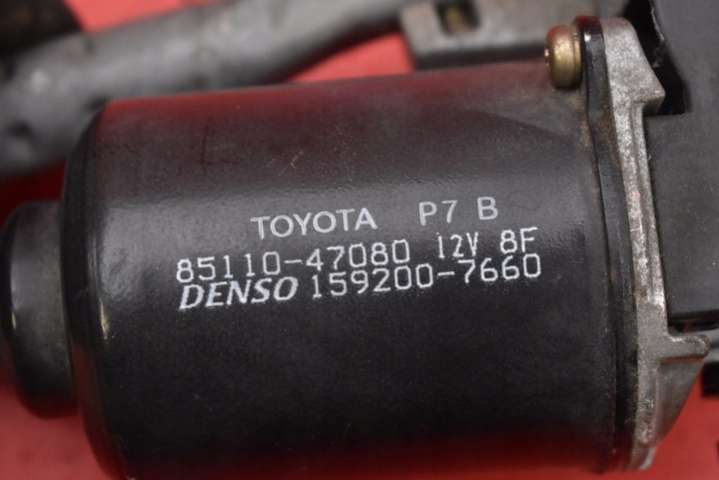 TOYOTA P7 B
85110-47080 12V 8F
DENSO 159200-7660